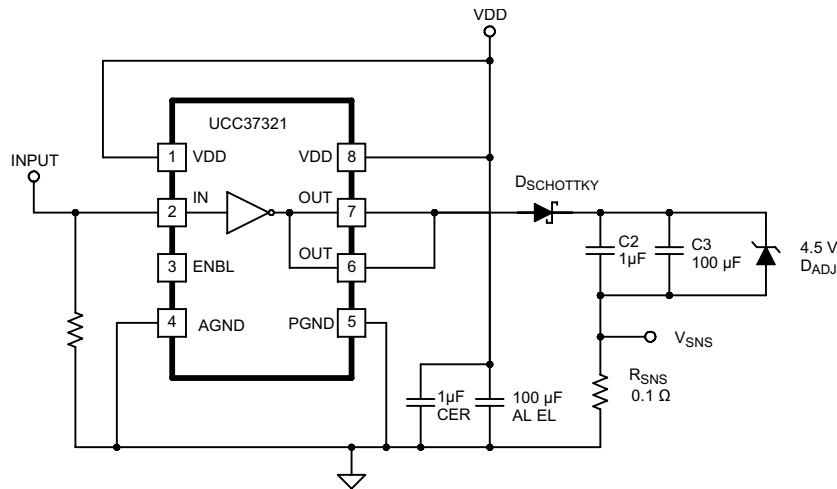 VDD
UCC37321
INPUT
1
VDD
VDD
8
2
IN
OUT
7
3
ENBL
OUT
6
4
AGND
PGND
5
DSCHOTTKY
C2
1µF
C3
100 µF
4.5 V
DADJ
VSNS
RSNS
0.1 Ω
1µF
CER
100 µF
AL EL